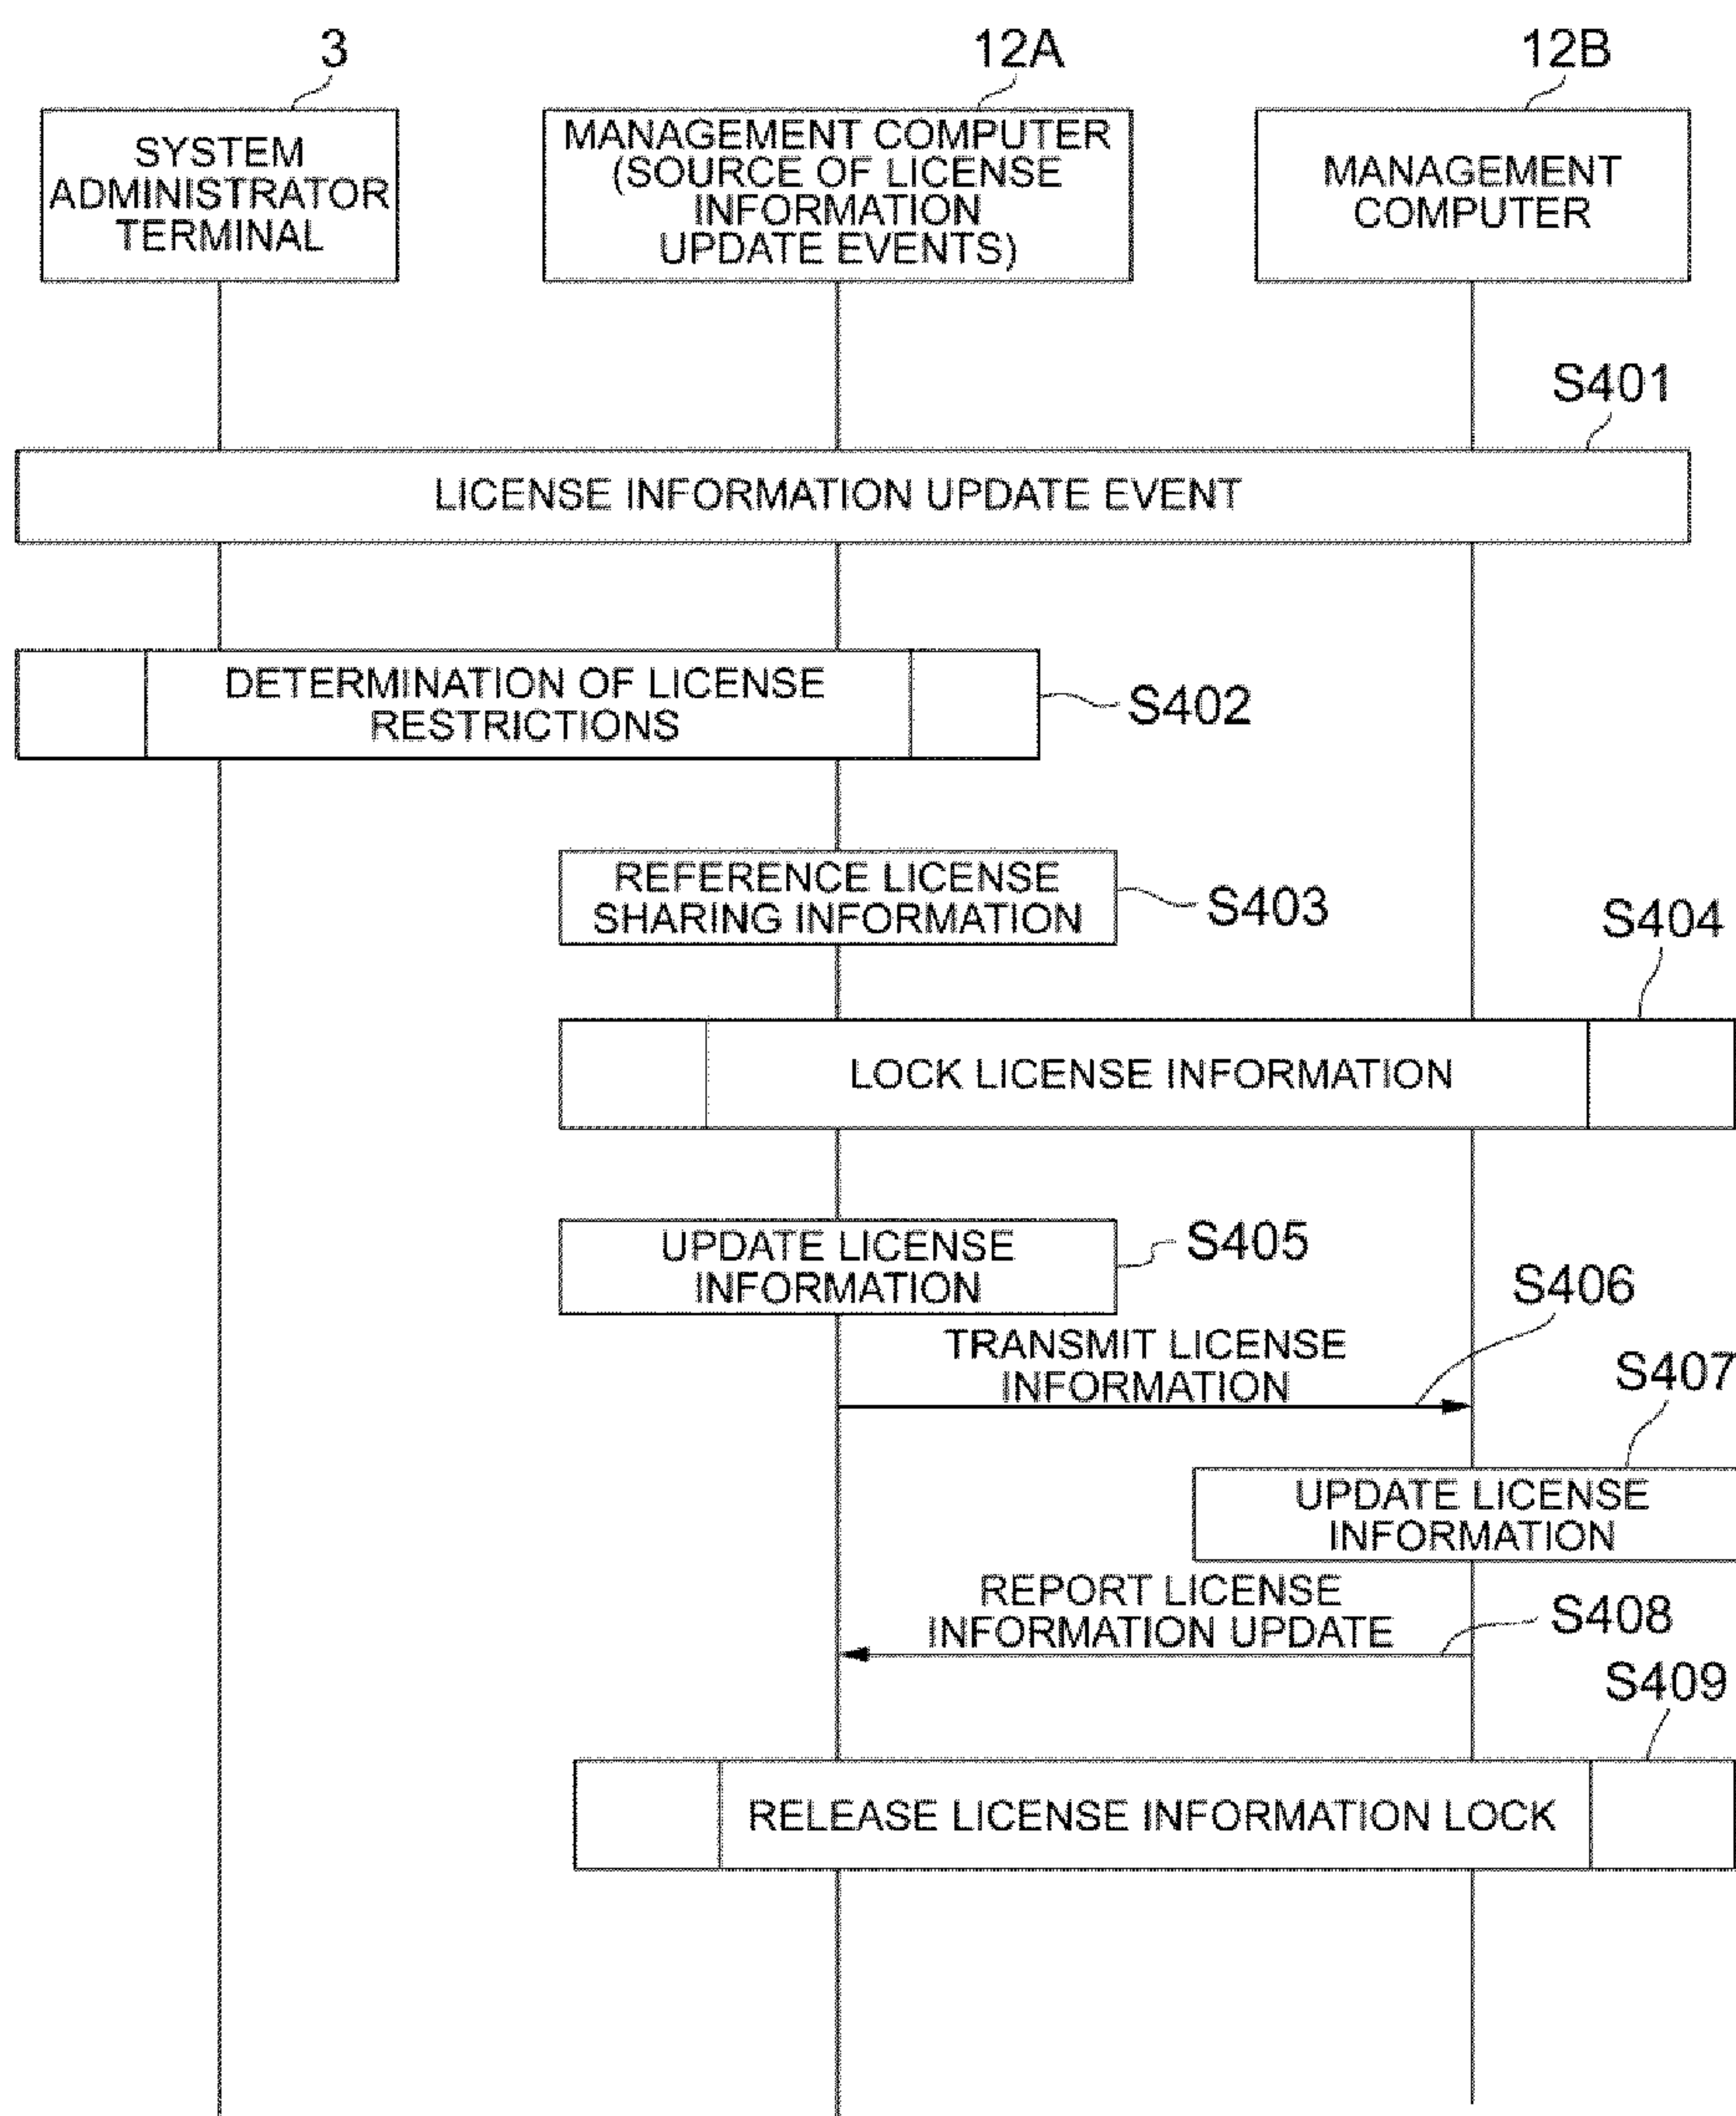 3
12A
12B
SYSTEM
ADMINISTRATOR
TERMINAL
MANAGEMENT COMPUTER
(SOURCE OF LICENSE
INFORMATION
UPDATE EVENTS)
MANAGEMENT
COMPUTER
S401
LICENSE INFORMATION UPDATE EVENT
DETERMINATION OF LICENSE
RESTRICTIONS
S402
REFERENCE LICENSE
SHARING INFORMATION
S403
S404
LOCK LICENSE INFORMATION
UPDATE LICENSE
INFORMATION
S405
S406
TRANSMIT LICENSE
INFORMATION
S407
UPDATE LICENSE
INFORMATION
REPORT LICENSE
INFORMATION UPDATE
S408
S409
RELEASE LICENSE INFORMATION LOCK